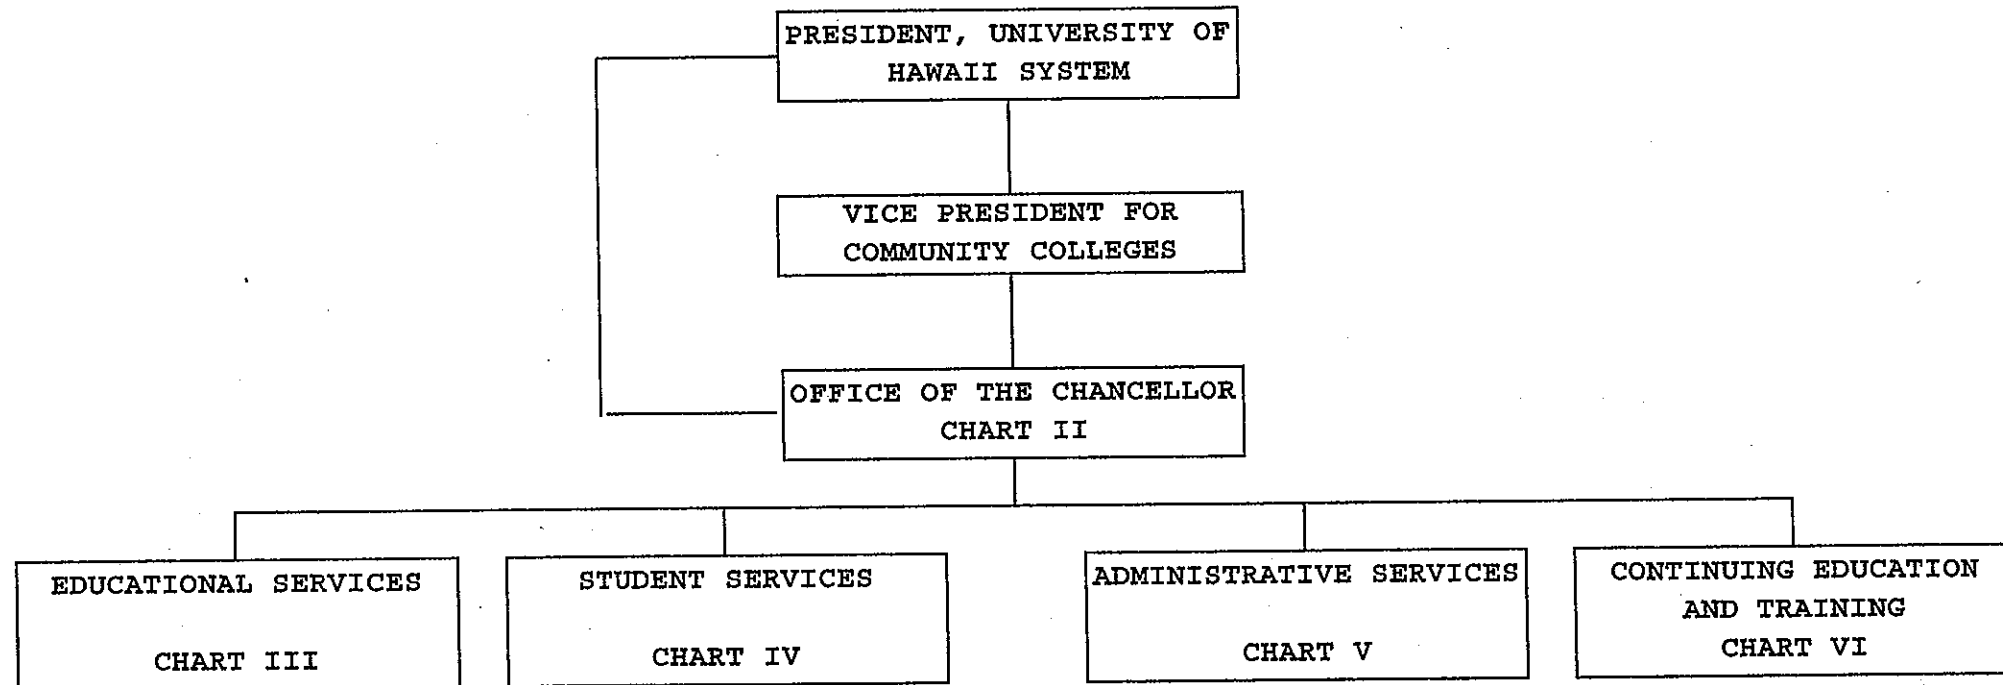 PRESIDENT, UNIVERSITY OF
HAWAII SYSTEM
VICE PRESIDENT FOR
COMMUNITY COLLEGES
OFFICE OF THE CHANCELLOR
CHART II
EDUCATIONAL SERVICES
CHART III
STUDENT SERVICES
CHART IV
ADMINISTRATIVE SERVICES
CHART V
CONTINUING EDUCATION
AND TRAINING
CHART VI